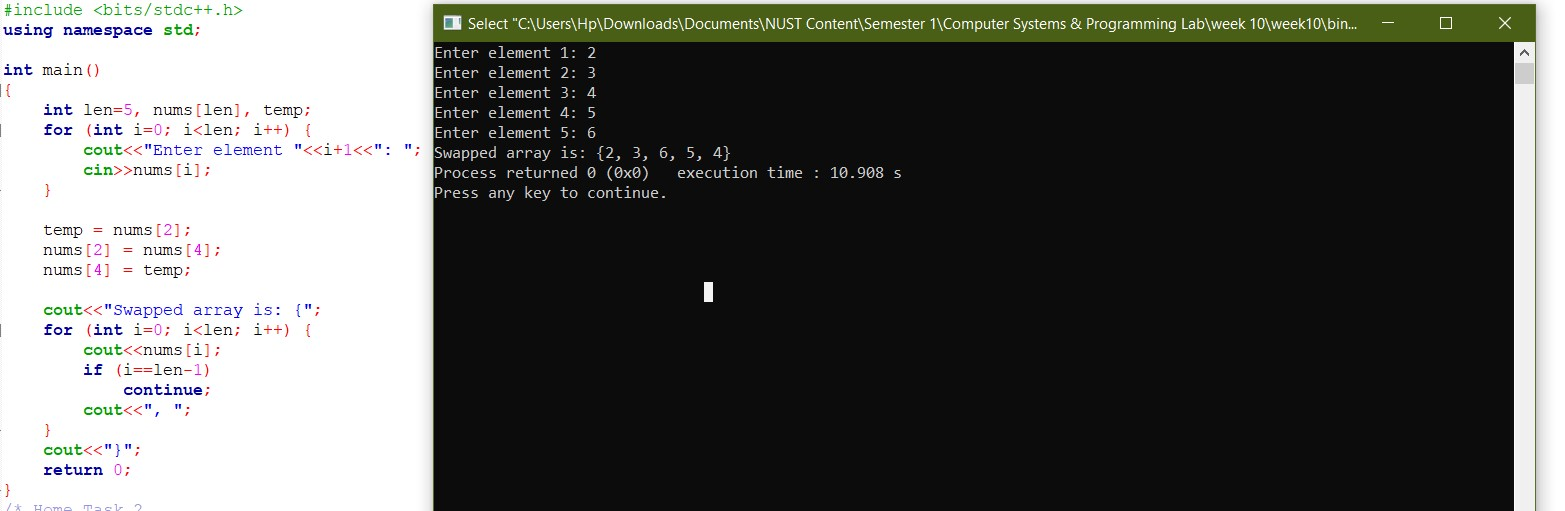 #include <bits/stdc++.h>
using namespace std;
int main()
{
    int len=5, nums[len], temp;
    for (int i=0; i<len; i++) {
        cout<<"Enter element "<<i+1<<": ";
        cin>>nums[i];
    }
    temp = nums[2];
    nums[2] = nums[4];
    nums[4] = temp;
    cout<<"Swapped array is: {";
    for (int i=0; i<len; i++) {
        cout<<nums[i];
        if (i==len-1)
            continue;
        cout<<", ";
    }
    cout<<"}";
    return 0;
}
/* Home Task 2
Select "C:\Users\Hp\Downloads\Documents\NUST Content\Semester 1\Computer Systems & Programming Lab\week 10\week10\bin...
Enter element 1: 2
Enter element 2: 3
Enter element 3: 4
Enter element 4: 5
Enter element 5: 6
Swapped array is: {2, 3, 6, 5, 4}
Process returned 0 (0x0)   execution time : 10.908 s
Press any key to continue.